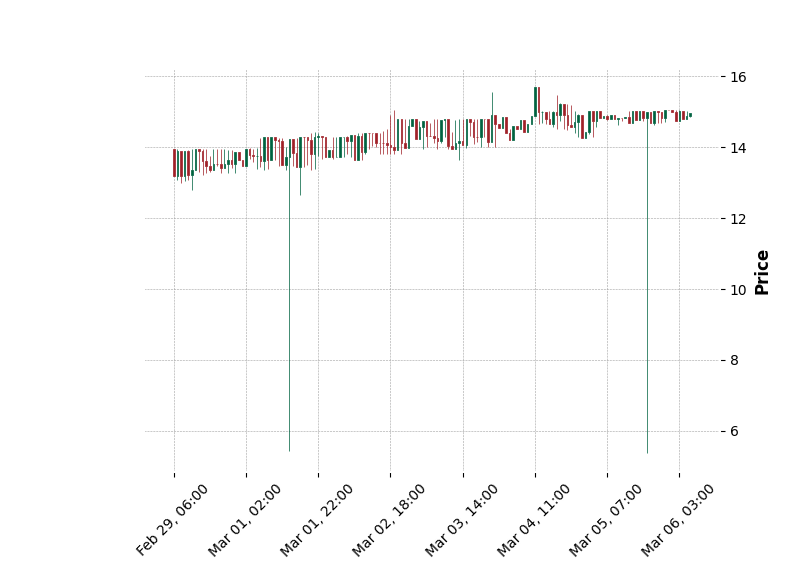 16
14
12
10
8
6
Price
Feb 29, 06:00
Mar 01, 02:00
Mar 01, 22:00
Mar 02, 18:00
Mar 03, 14:00
Mar 04, 11:00
Mar 05, 07:00
Mar 06, 03:00